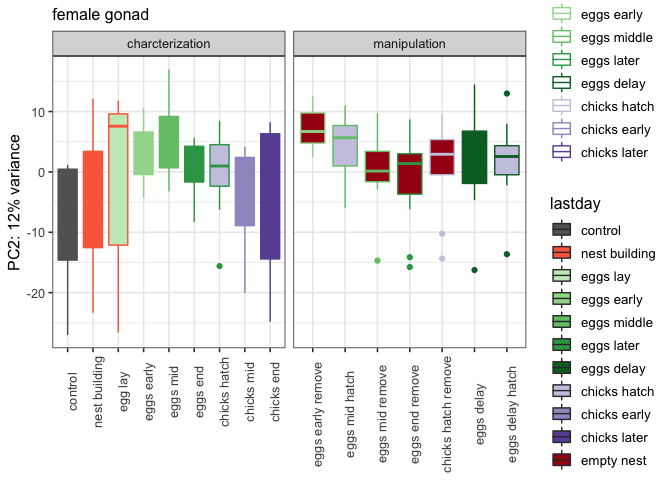 female gonad
charcterization
manipulation
PC2: 12% variance
10
0
-10
-20
control
nest building
egg lay
eggs early
eggs mid
eggs end
chicks hatch
chicks mid
chicks end
eggs early remove
eggs mid hatch
eggs mid remove
eggs end remove
chicks hatch remove
eggs delay
eggs delay hatch
eggs early
eggs middle
eggs later
eggs delay
chicks hatch
chicks early
chicks later
lastday
control
nest building
eggs lay
eggs early
eggs middle
eggs later
eggs delay
chicks hatch
chicks early
chicks later
empty nest